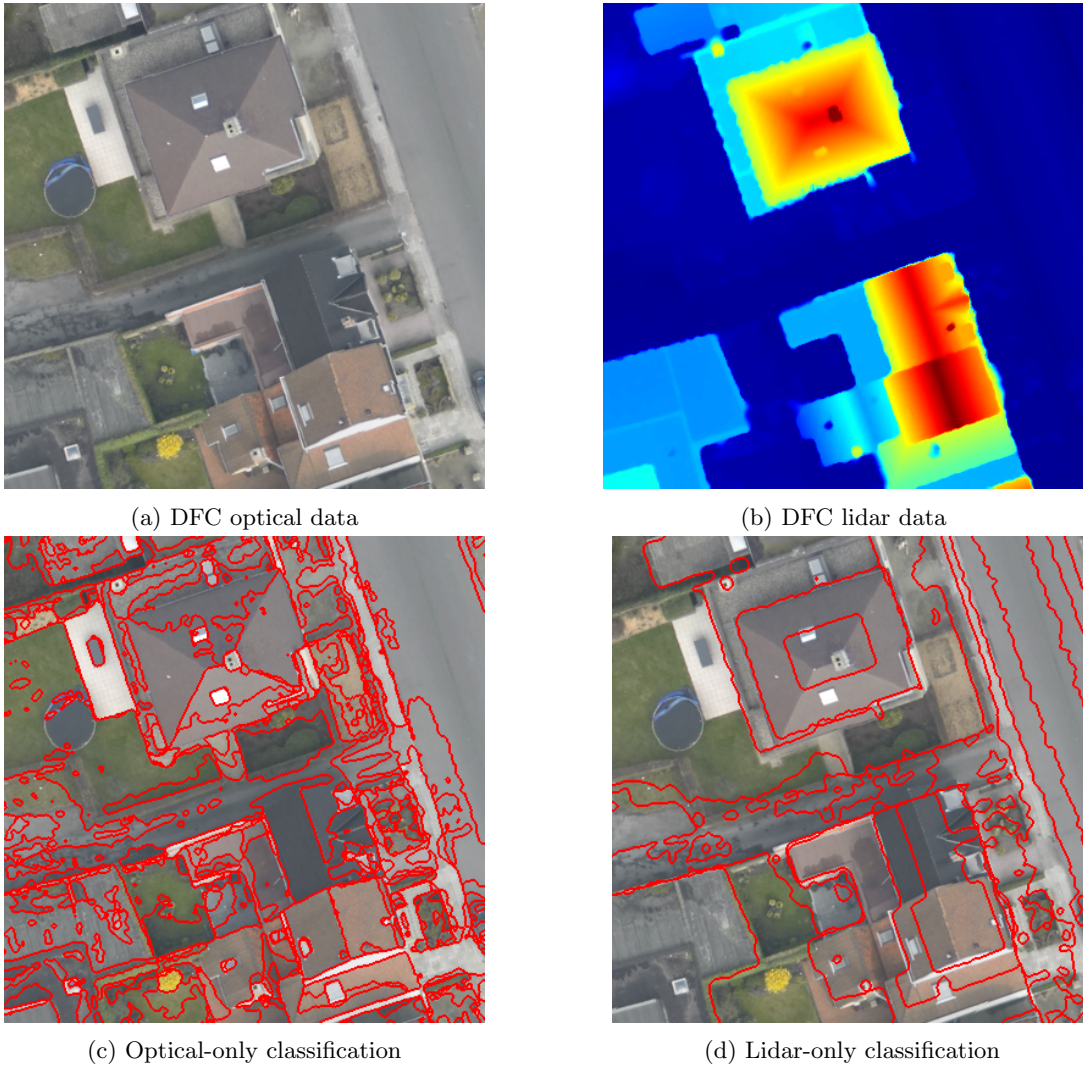 (a) DFC optical data
(b) DFC lidar data
(c) Optical-only classification
(d) Lidar-only classification